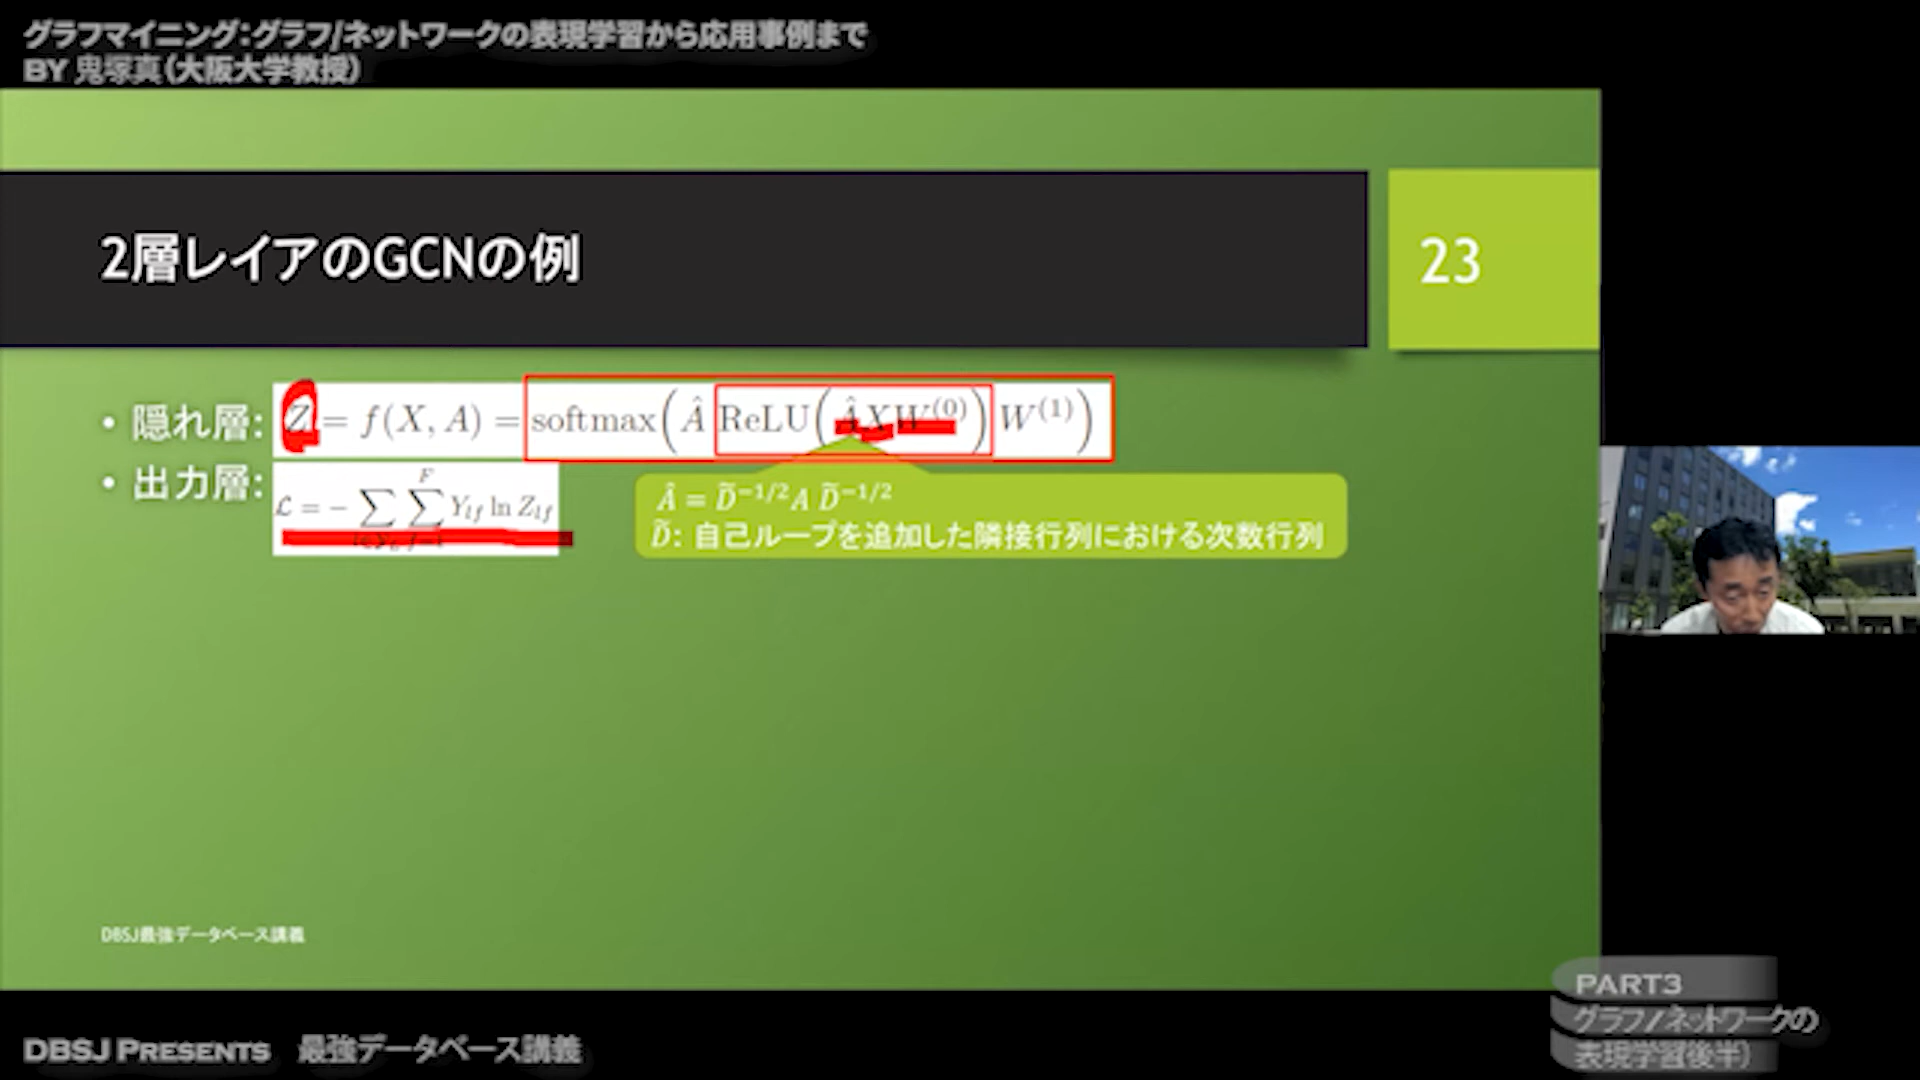 グラフマイニング:グラフ/ネットワークの表現学習から応用事例まで
BY 鬼塚真(大阪大学教授)
2層レイアのGCNの例
23
• 隠れ層: Z = f(X, A) = softmax(Â ReLU(ÂXW⁽⁰⁾) W⁽¹⁾)
• 出力層: ℒ = − ∑ ∑ F Y_lf ln Z_lf
Â = D̃^−1/2 A D̃^−1/2
D̃: 自己ループを追加した隣接行列における次数行列
DBSJ最強データベース講義
PART3
グラフ/ネットワークの
表現学習後半)
DBSJ PRESENTS 最強データベース講義